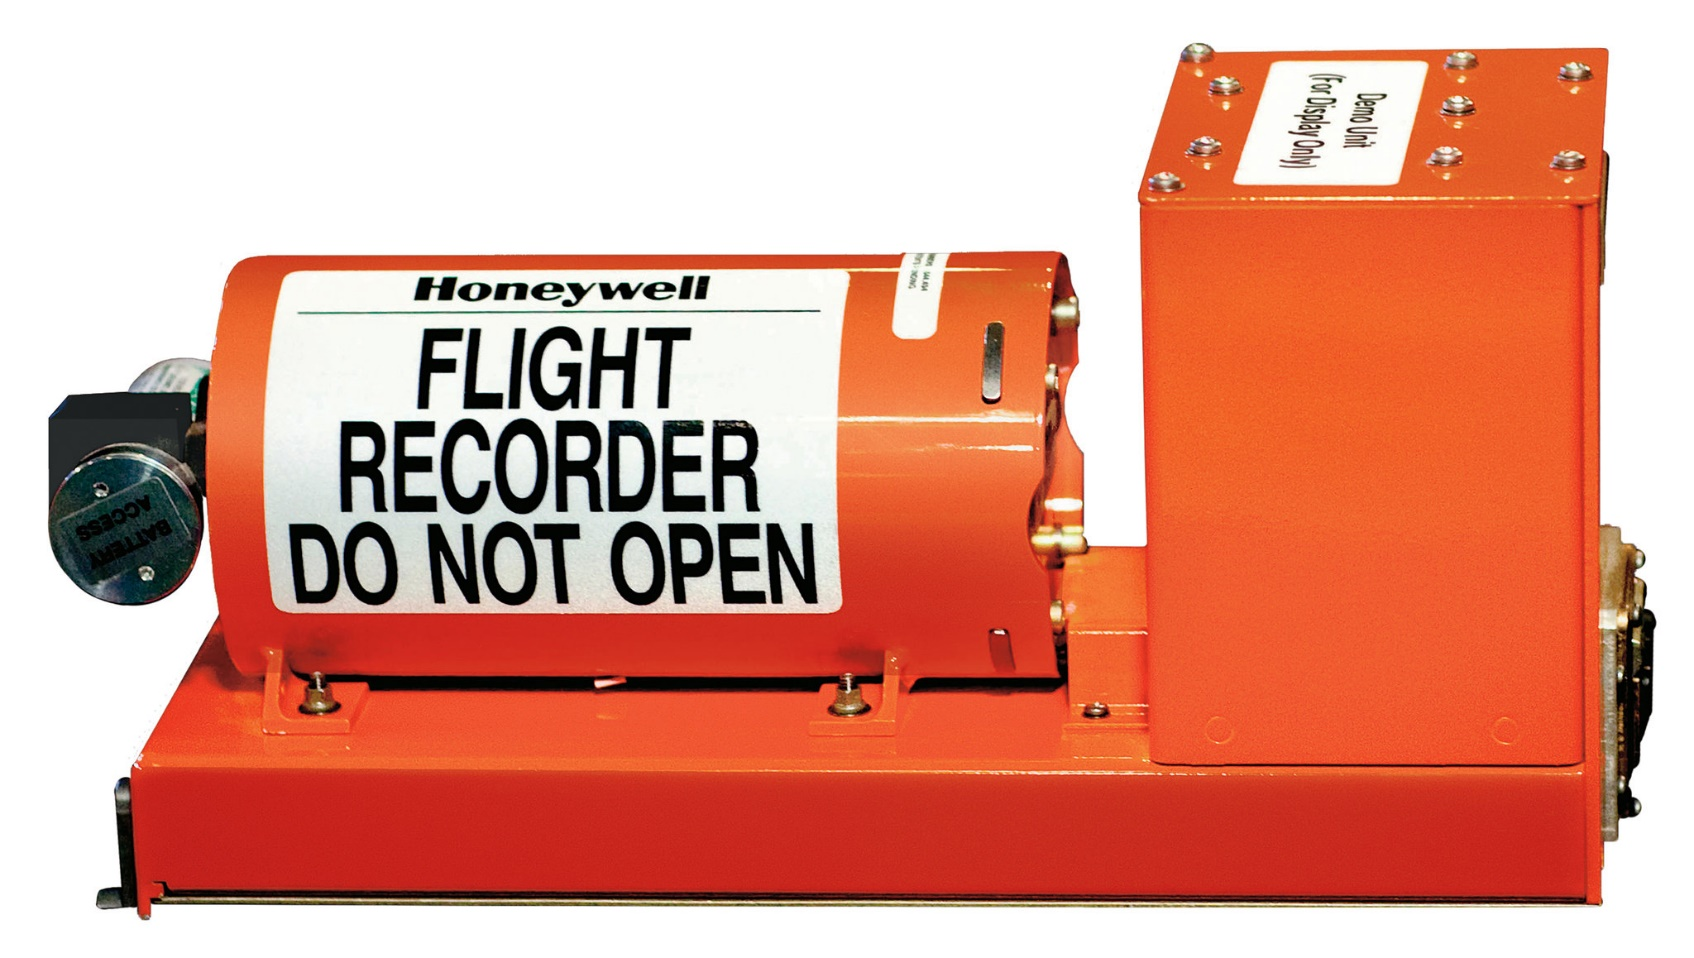 Honeywell
FLIGHT
RECORDER
DO NOT OPEN
Demo Unit
(For Display Only)
BATTERY
ACCESS